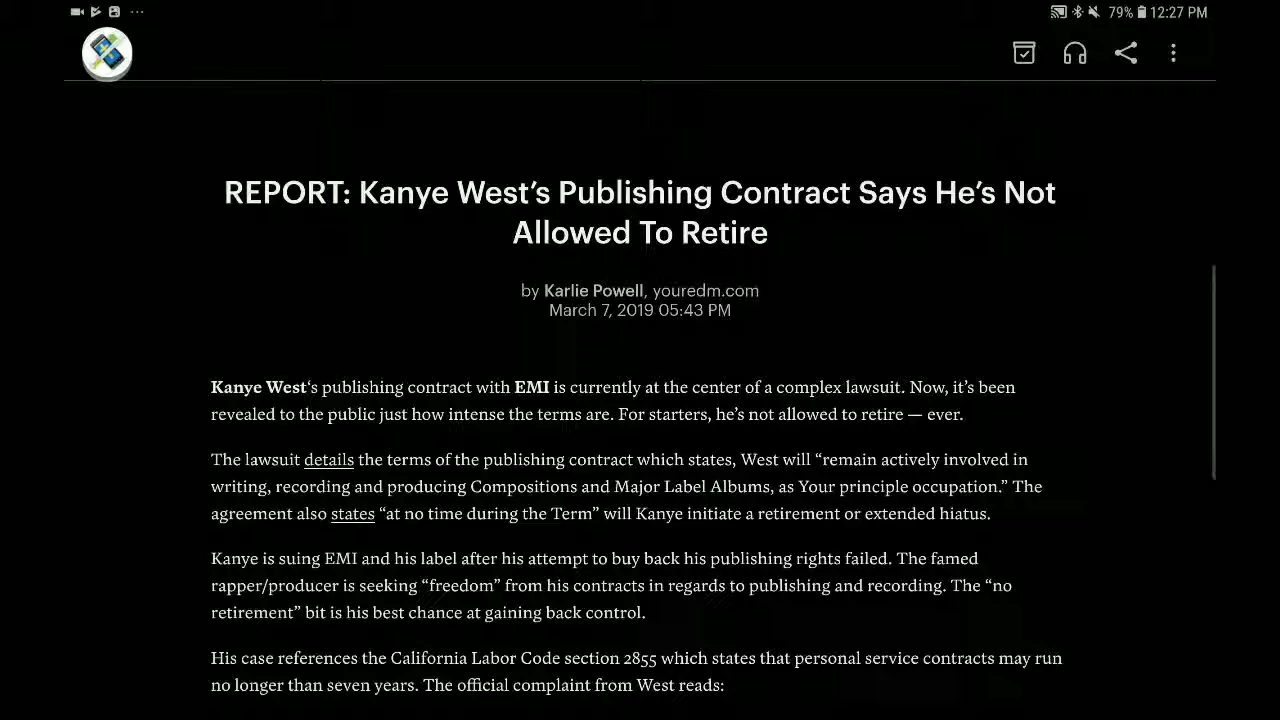 79% 12:27 PM
REPORT: Kanye West’s Publishing Contract Says He’s Not
Allowed To Retire
by Karlie Powell, youredm.com
March 7, 2019 05:43 PM
Kanye West‘s publishing contract with EMI is currently at the center of a complex lawsuit. Now, it’s been
revealed to the public just how intense the terms are. For starters, he’s not allowed to retire — ever.
The lawsuit details the terms of the publishing contract which states, West will “remain actively involved in
writing, recording and producing Compositions and Major Label Albums, as Your principle occupation.” The
agreement also states “at no time during the Term” will Kanye initiate a retirement or extended hiatus.
Kanye is suing EMI and his label after his attempt to buy back his publishing rights failed. The famed
rapper/producer is seeking “freedom” from his contracts in regards to publishing and recording. The “no
retirement” bit is his best chance at gaining back control.
His case references the California Labor Code section 2855 which states that personal service contracts may run
no longer than seven years. The official complaint from West reads: